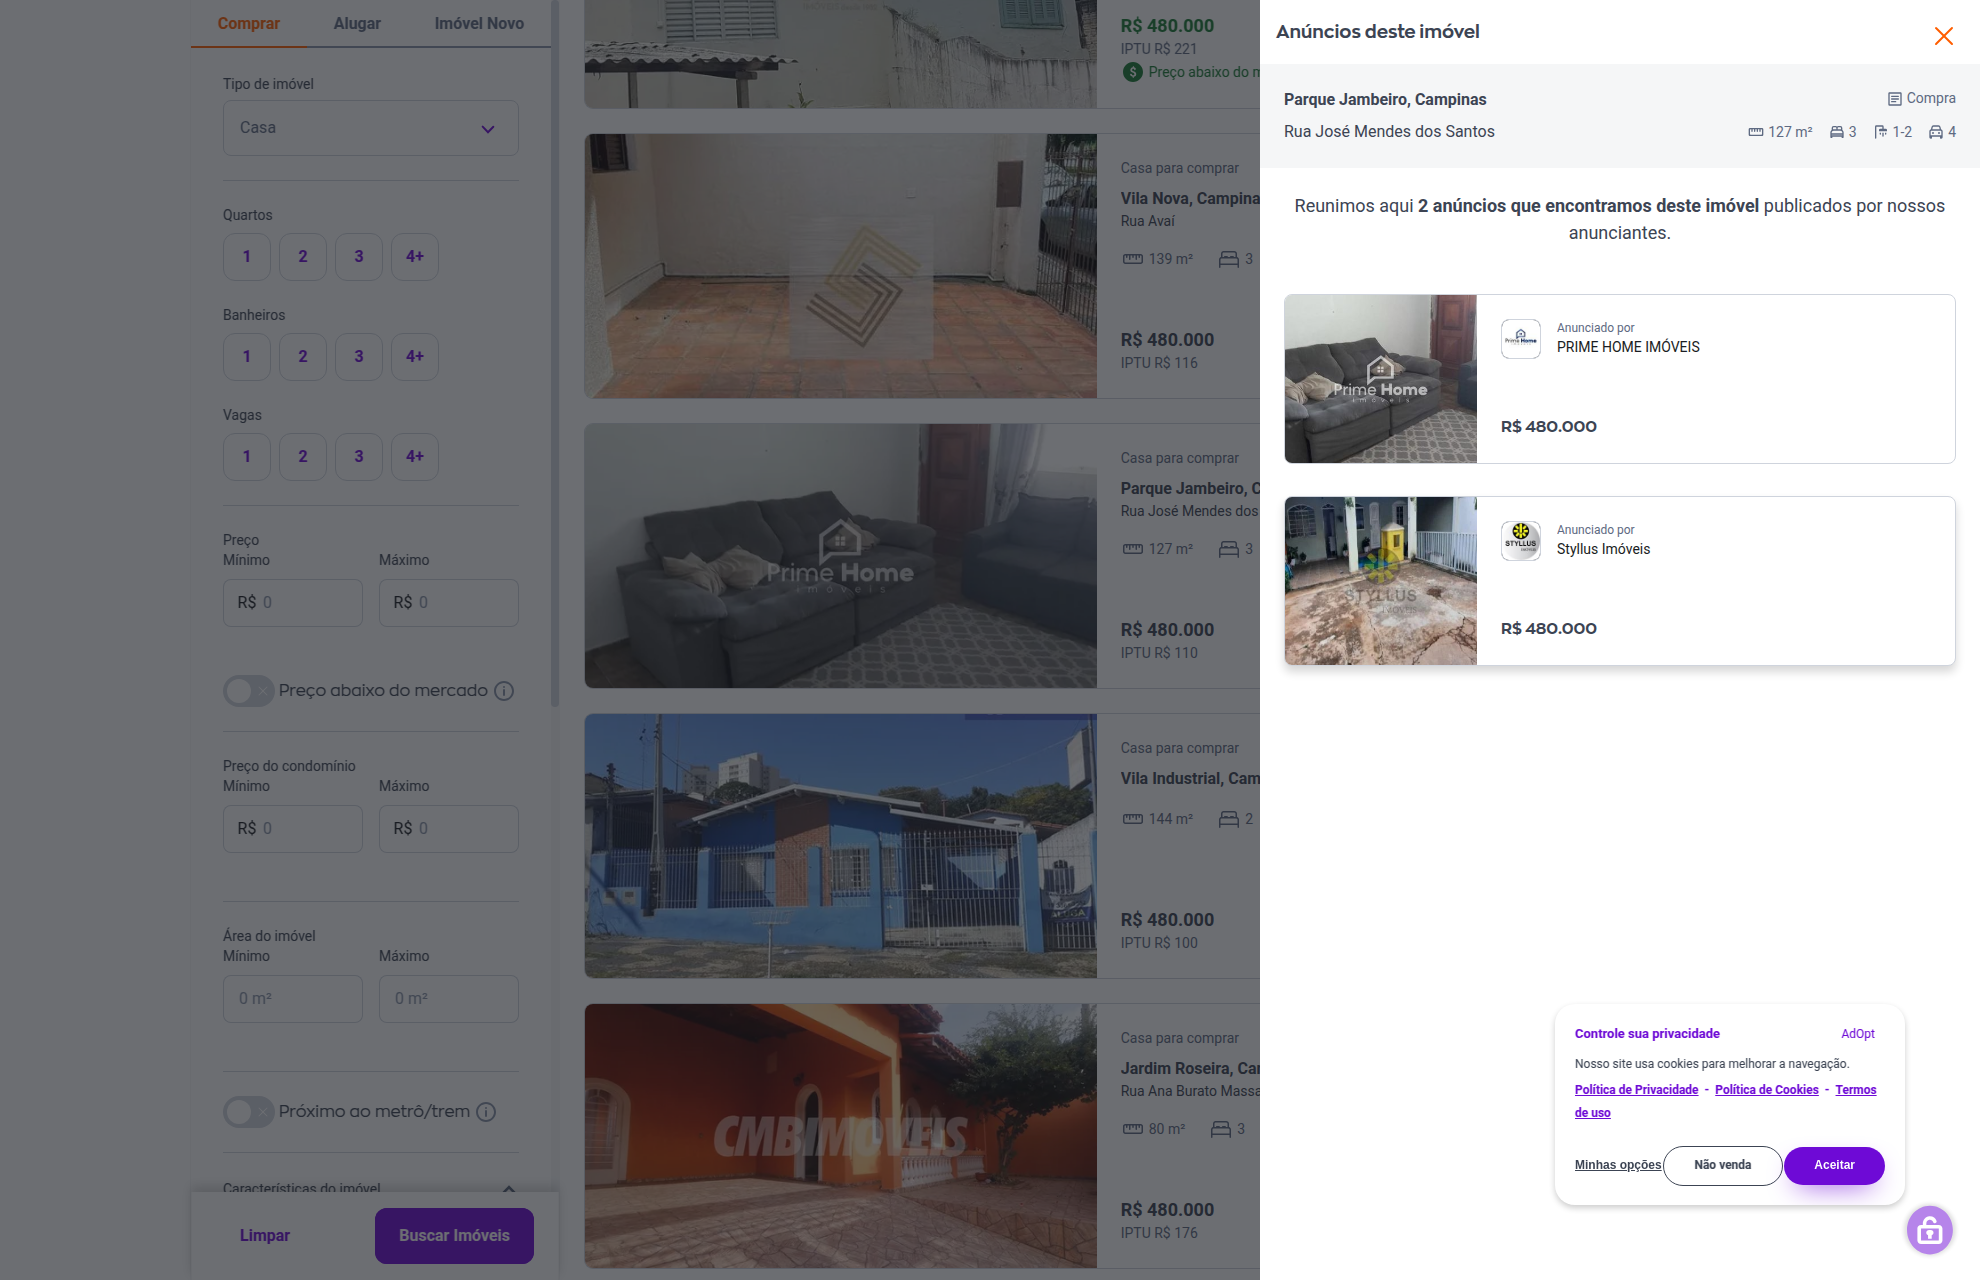 Comprar
Alugar
Imóvel Novo
Tipo de imóvel
Casa
Quartos
1
2
3
4+
Banheiros
1
2
3
4+
Vagas
1
2
3
4+
Preço
Mínimo
Máximo
R$ 0
R$ 0
Preço abaixo do mercado
Preço do condomínio
Mínimo
Máximo
R$ 0
R$ 0
Área do imóvel
Mínimo
Máximo
0 m²
0 m²
Próximo ao metrô/trem
Características do imóvel
Limpar
Buscar Imóveis
R$ 480.000
IPTU R$ 221
Preço abaixo do m
Casa para comprar
Vila Nova, Campina
Rua Avaí
139 m²
3
R$ 480.000
IPTU R$ 116
Prime Home
imóveis
Casa para comprar
Parque Jambeiro, C
Rua José Mendes dos
127 m²
3
R$ 480.000
IPTU R$ 110
Casa para comprar
Vila Industrial, Cam
144 m²
2
R$ 480.000
IPTU R$ 100
CMBIMOVEIS
Casa para comprar
Jardim Roseira, Ca
Rua Ana Burato Massa
80 m²
3
R$ 480.000
IPTU R$ 176
Anúncios deste imóvel
Parque Jambeiro, Campinas
Compra
Rua José Mendes dos Santos
127 m²
3
1-2
4
Reunimos aqui 2 anúncios que encontramos deste imóvel publicados por nossos
anunciantes.
Prime Home
imóveis
Prime Home
Anunciado por
PRIME HOME IMÓVEIS
R$ 480.000
STYLLUS
IMÓVEIS
STYLLUS
Anunciado por
Styllus Imóveis
R$ 480.000
Controle sua privacidade
AdOpt
Nosso site usa cookies para melhorar a navegação.
Política de Privacidade - Política de Cookies - Termos
de uso
Minhas opções
Não venda
Aceitar